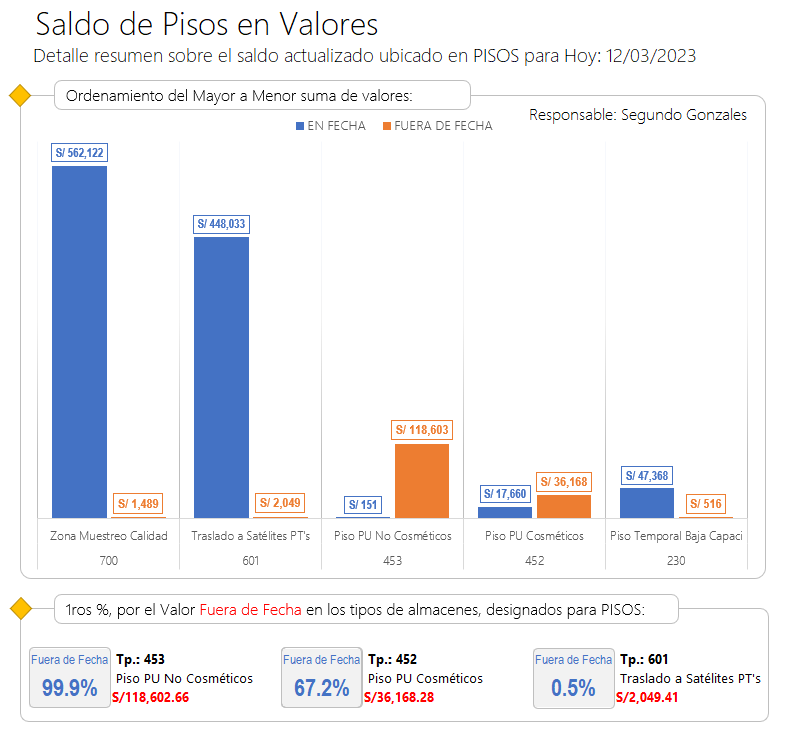 Saldo de Pisos en Valores
Detalle resumen sobre el saldo actualizado ubicado en PISOS para Hoy: 12/03/2023
Ordenamiento del Mayor a Menor suma de valores:
Responsable: Segundo Gonzales
EN FECHA FUERA DE FECHA
S/ 562,122
S/ 448,033
S/ 118,603
S/ 47,368
S/ 36,168
S/ 17,660
S/ 1,489
S/ 2,049
S/ 151
S/ 516
Zona Muestreo Calidad Traslado a Satélites PT's Piso PU No Cosméticos Piso PU Cosméticos Piso Temporal Baja Capaci
700 601 453 452 230
1ros %, por el Valor Fuera de Fecha en los tipos de almacenes, designados para PISOS:
Fuera de Fecha
99.9%
Tp.: 453
Piso PU No Cosméticos
S/118,602.66
Fuera de Fecha
67.2%
Tp.: 452
Piso PU Cosméticos
S/36,168.28
Fuera de Fecha
0.5%
Tp.: 601
Traslado a Satélites PT's
S/2,049.41